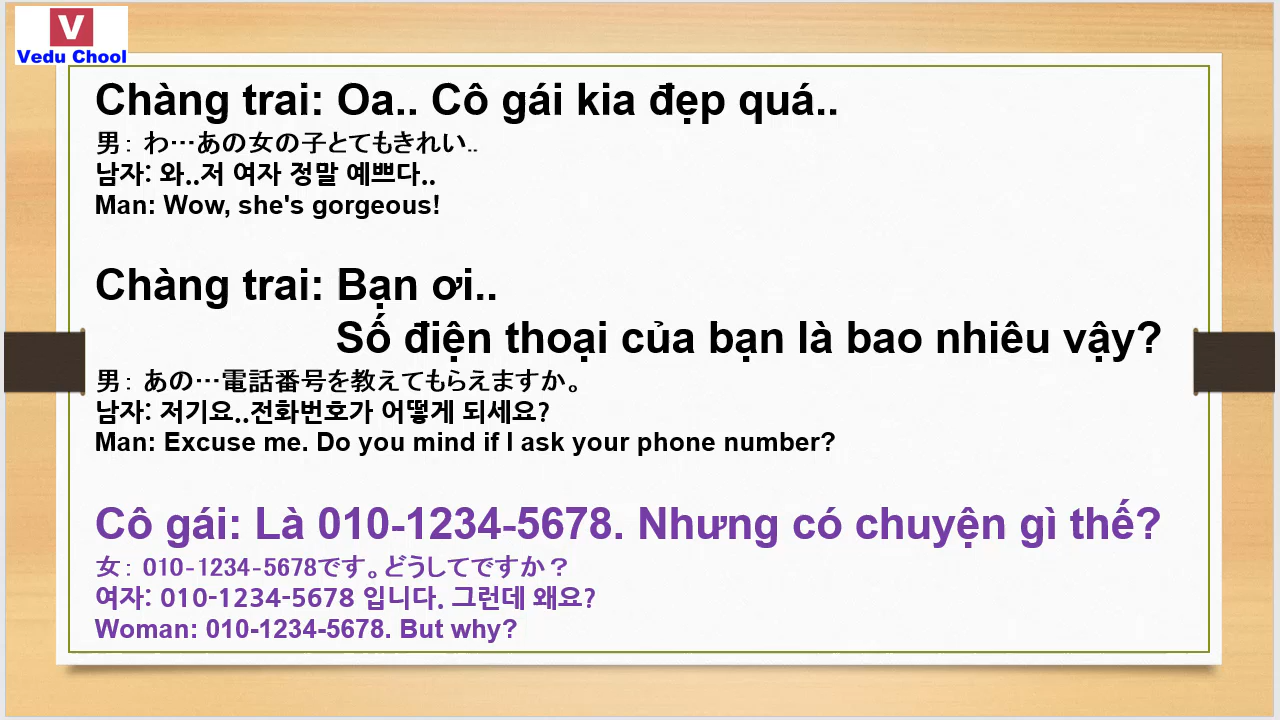 V
Vedu Chool
Chàng trai: Oa.. Cô gái kia đẹp quá..
男： わ…あの女の子とてもきれい..
남자: 와..저 여자 정말 예쁘다..
Man: Wow, she's gorgeous!
Chàng trai: Bạn ơi..
Số điện thoại của bạn là bao nhiêu vậy?
男： あの…電話番号を教えてもらえますか。
남자: 저기요..전화번호가 어떻게 되세요?
Man: Excuse me. Do you mind if I ask your phone number?
Cô gái: Là 010-1234-5678. Nhưng có chuyện gì thế?
女： 010-1234-5678です。どうしてですか？
여자: 010-1234-5678 입니다. 그런데 왜요?
Woman: 010-1234-5678. But why?